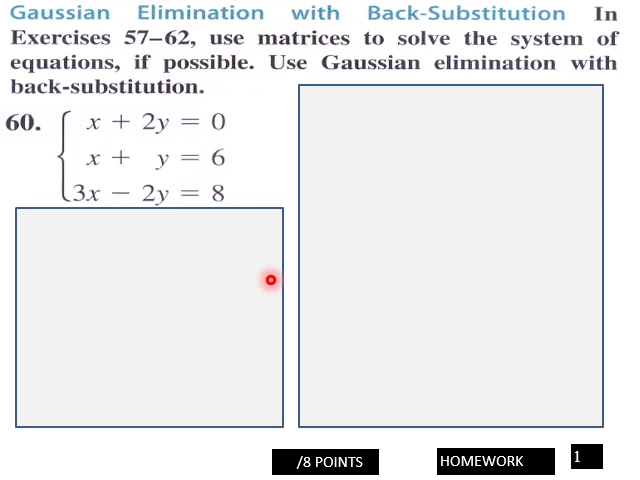 Gaussian Elimination with Back-Substitution In
Exercises 57–62, use matrices to solve the system of
equations, if possible. Use Gaussian elimination with
back-substitution.
60. { x + 2y = 0
x + y = 6
3x − 2y = 8
/8 POINTS HOMEWORK 1